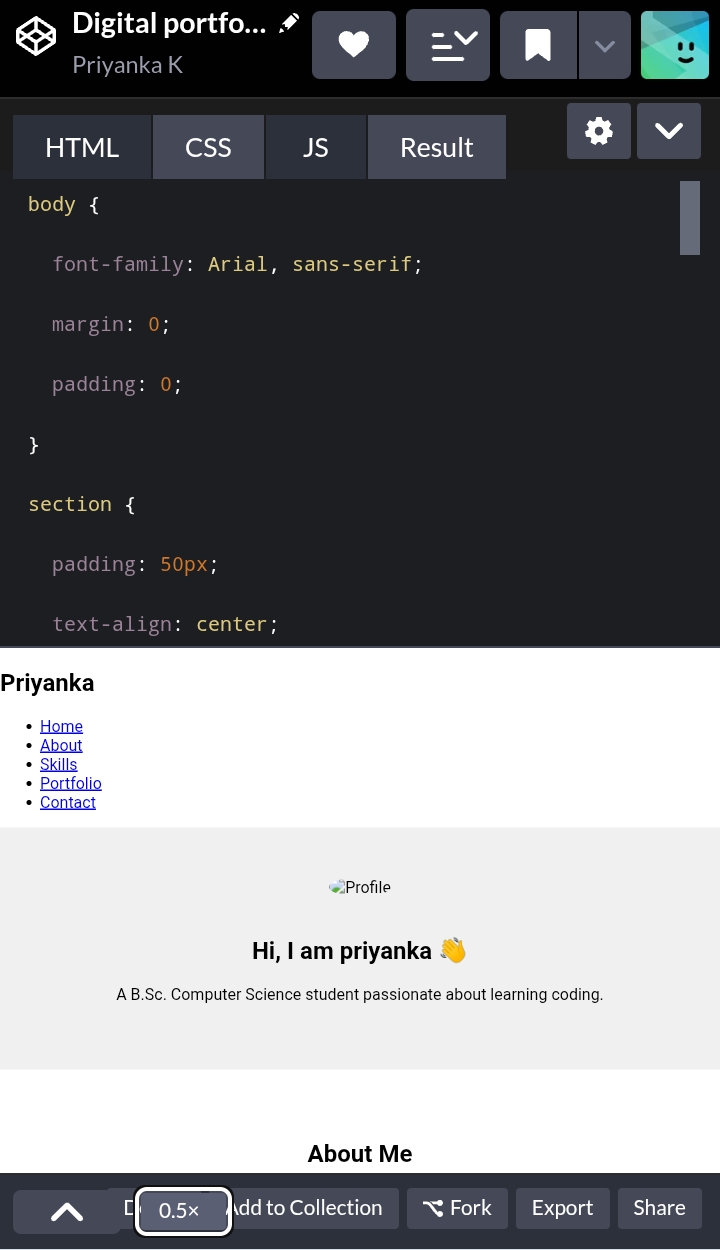 Digital portfo...
Priyanka K
HTML CSS JS Result
body {
font-family: Arial, sans-serif;
margin: 0;
padding: 0;
}
section {
padding: 50px;
text-align: center;
Priyanka
• Home
• About
• Skills
• Portfolio
• Contact
Profile
Hi, I am priyanka 👋
A B.Sc. Computer Science student passionate about learning coding.
About Me
0.5× Add to Collection Fork Export Share